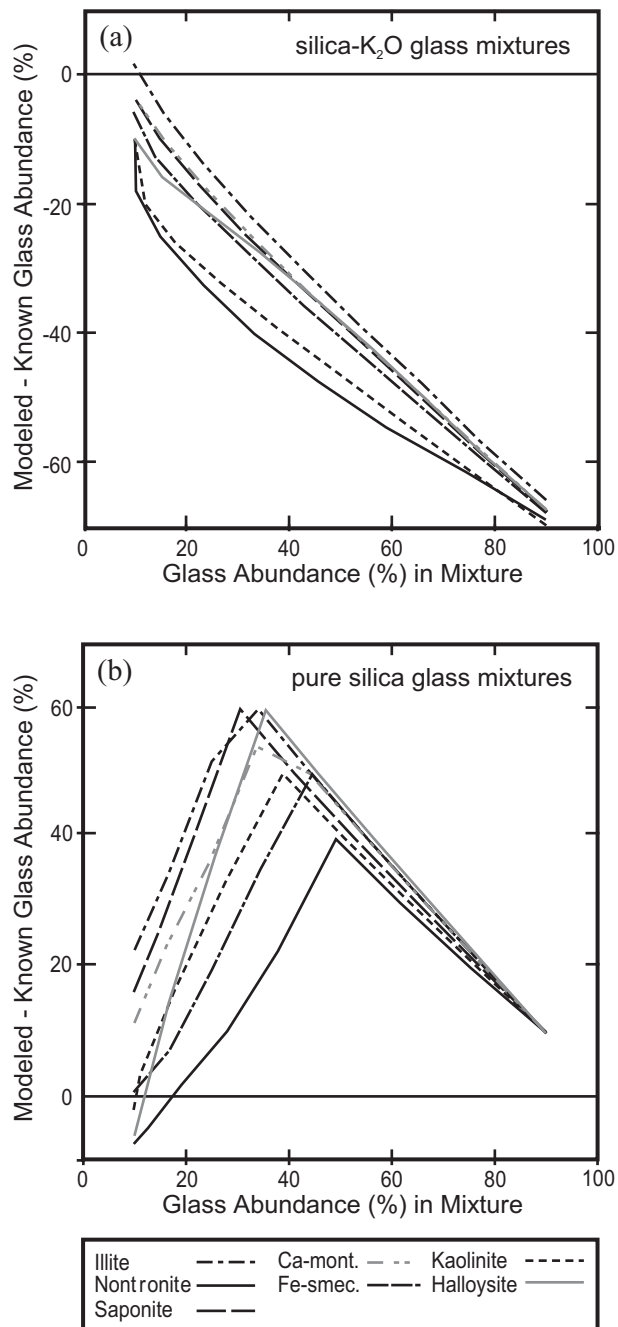 (a)
silica-K₂O glass mixtures
Modeled - Known Glass Abundance (%)
0
-20
-40
-60
0 20 40 60 80 100
Glass Abundance (%) in Mixture
(b)
pure silica glass mixtures
Modeled - Known Glass Abundance (%)
60
40
20
0
0 20 40 60 80 100
Glass Abundance (%) in Mixture
Illite Ca-mont. Kaolinite
Nontronite Fe-smec. Halloysite
Saponite